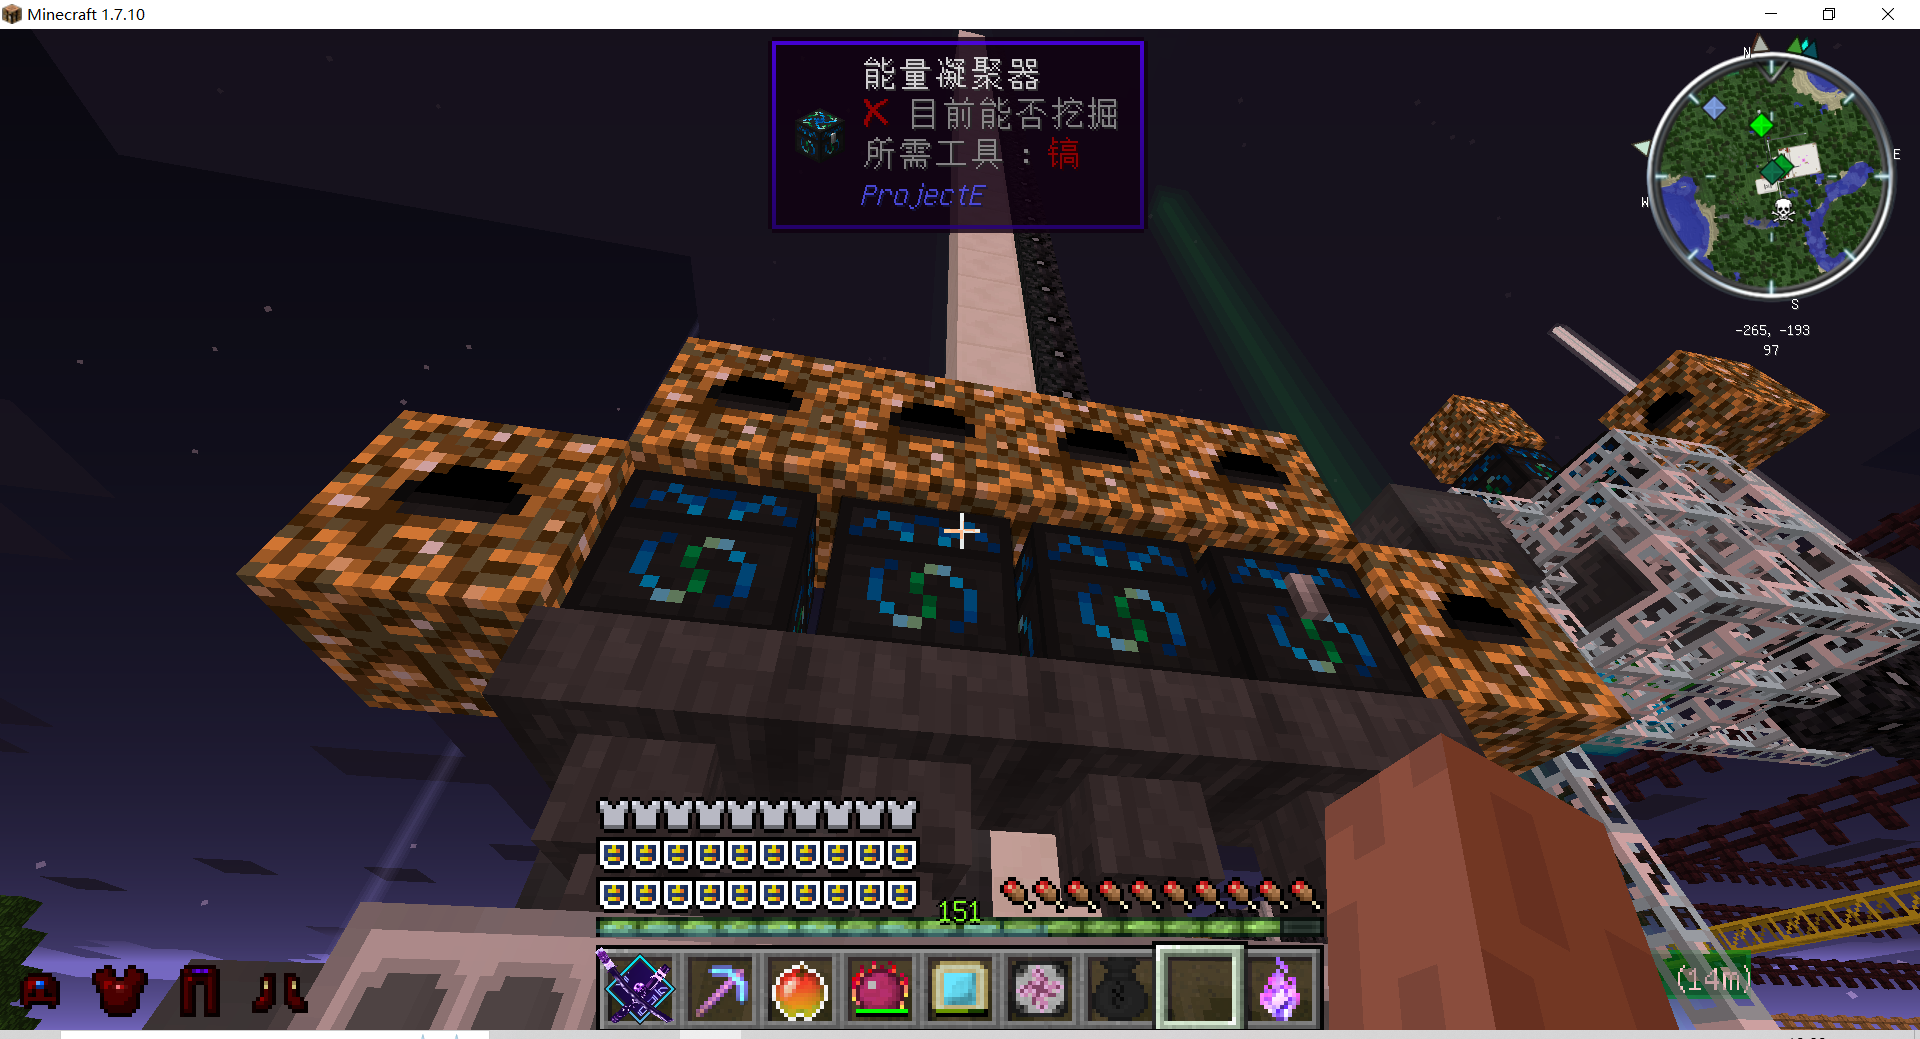 Minecraft 1.7.10
能量凝聚器
✗ 目前能否挖掘
所需工具 : 镐
ProjectE
N
E
W
S
-265, -193
97
151
(14m)